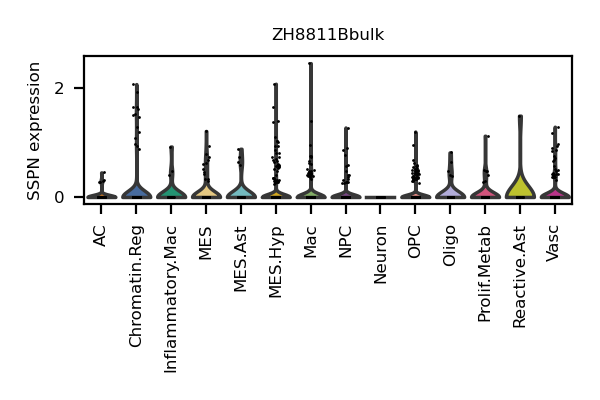 ZH8811Bbulk
SSPN expression
2
0
AC
Chromatin.Reg
Inflammatory.Mac
MES
MES.Ast
MES.Hyp
Mac
NPC
Neuron
OPC
Oligo
Prolif.Metab
Reactive.Ast
Vasc